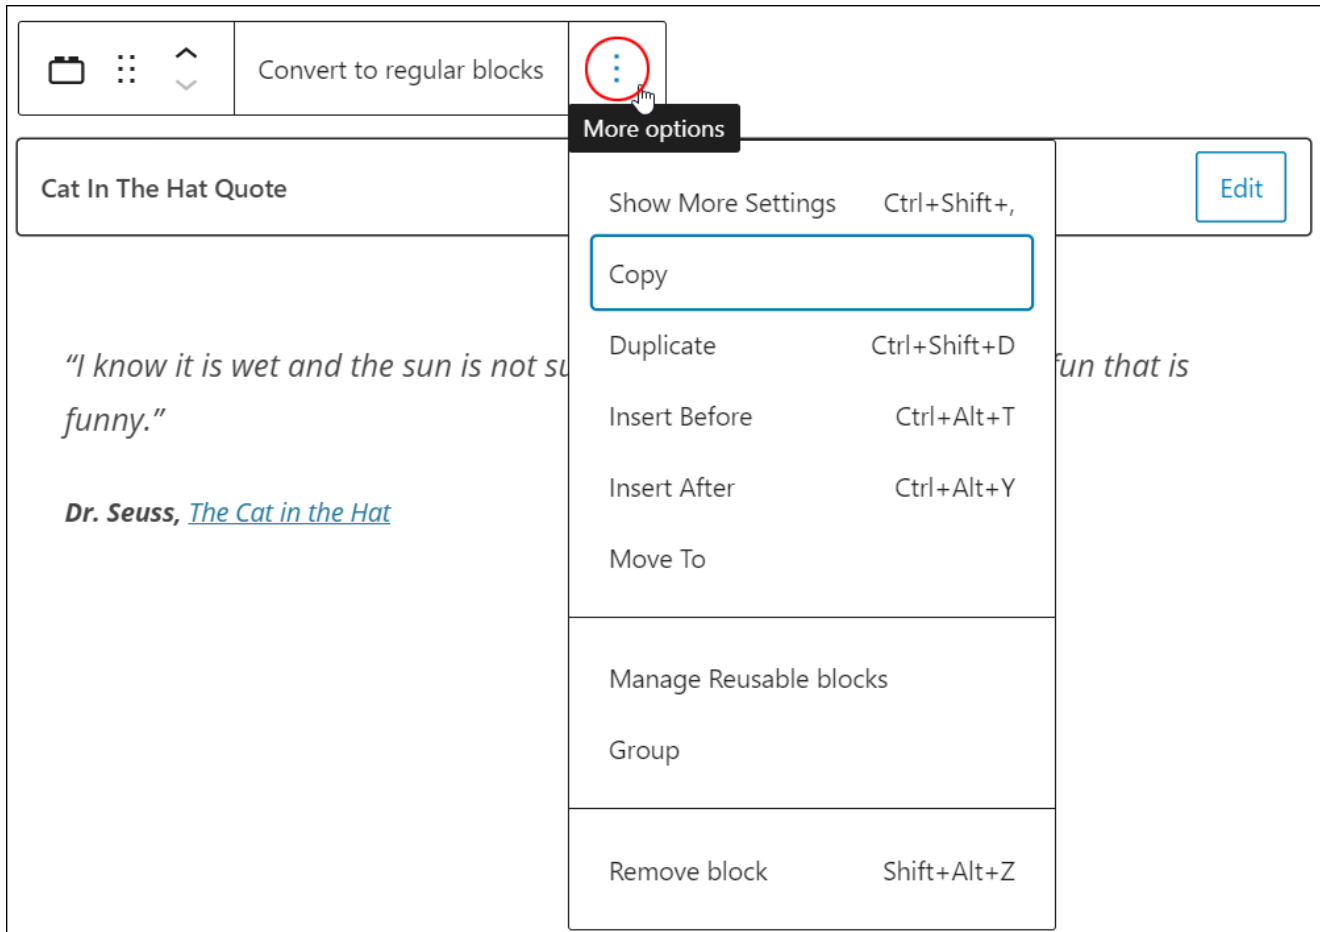 Convert to regular blocks
More options
Cat In The Hat Quote
Edit
Show More Settings Ctrl+Shift+,
Copy
Duplicate Ctrl+Shift+D
Insert Before Ctrl+Alt+T
Insert After Ctrl+Alt+Y
Move To
Manage Reusable blocks
Group
Remove block Shift+Alt+Z
“I know it is wet and the sun is not fun that is
funny.”
Dr. Seuss, The Cat in the Hat